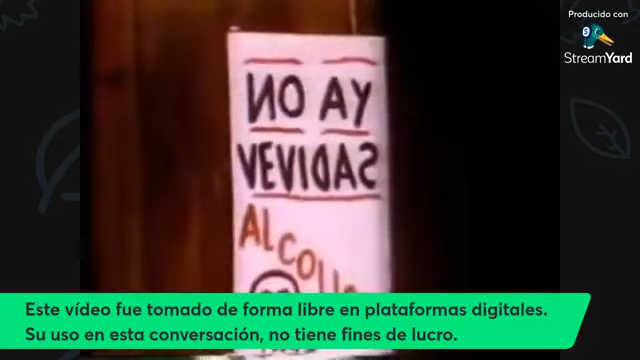 Producido con
StreamYard
NO AY
VEVIDAS
Este vídeo fue tomado de forma libre en plataformas digitales.
Su uso en esta conversación, no tiene fines de lucro.